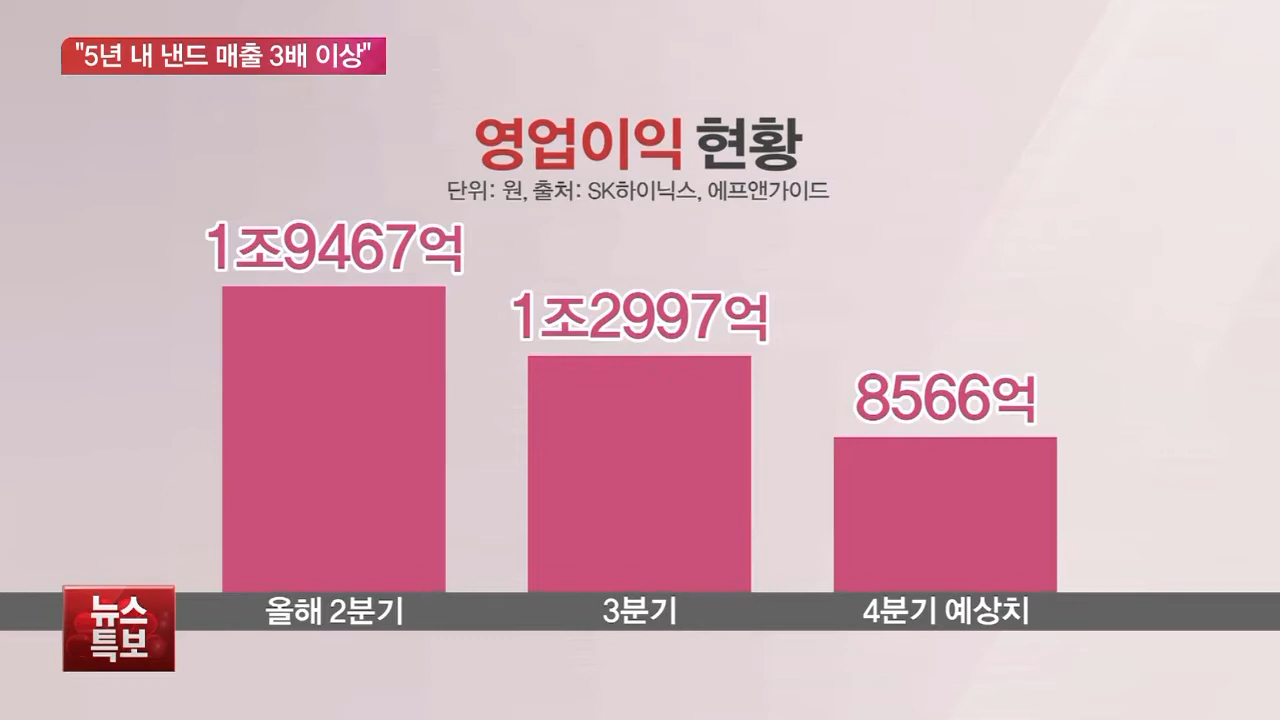 "5년 내 낸드 매출 3배 이상"
영업이익 현황
단위: 원, 출처: SK하이닉스, 에프앤가이드
1조9467억
1조2997억
8566억
올해 2분기
3분기
4분기 예상치
뉴스
특보